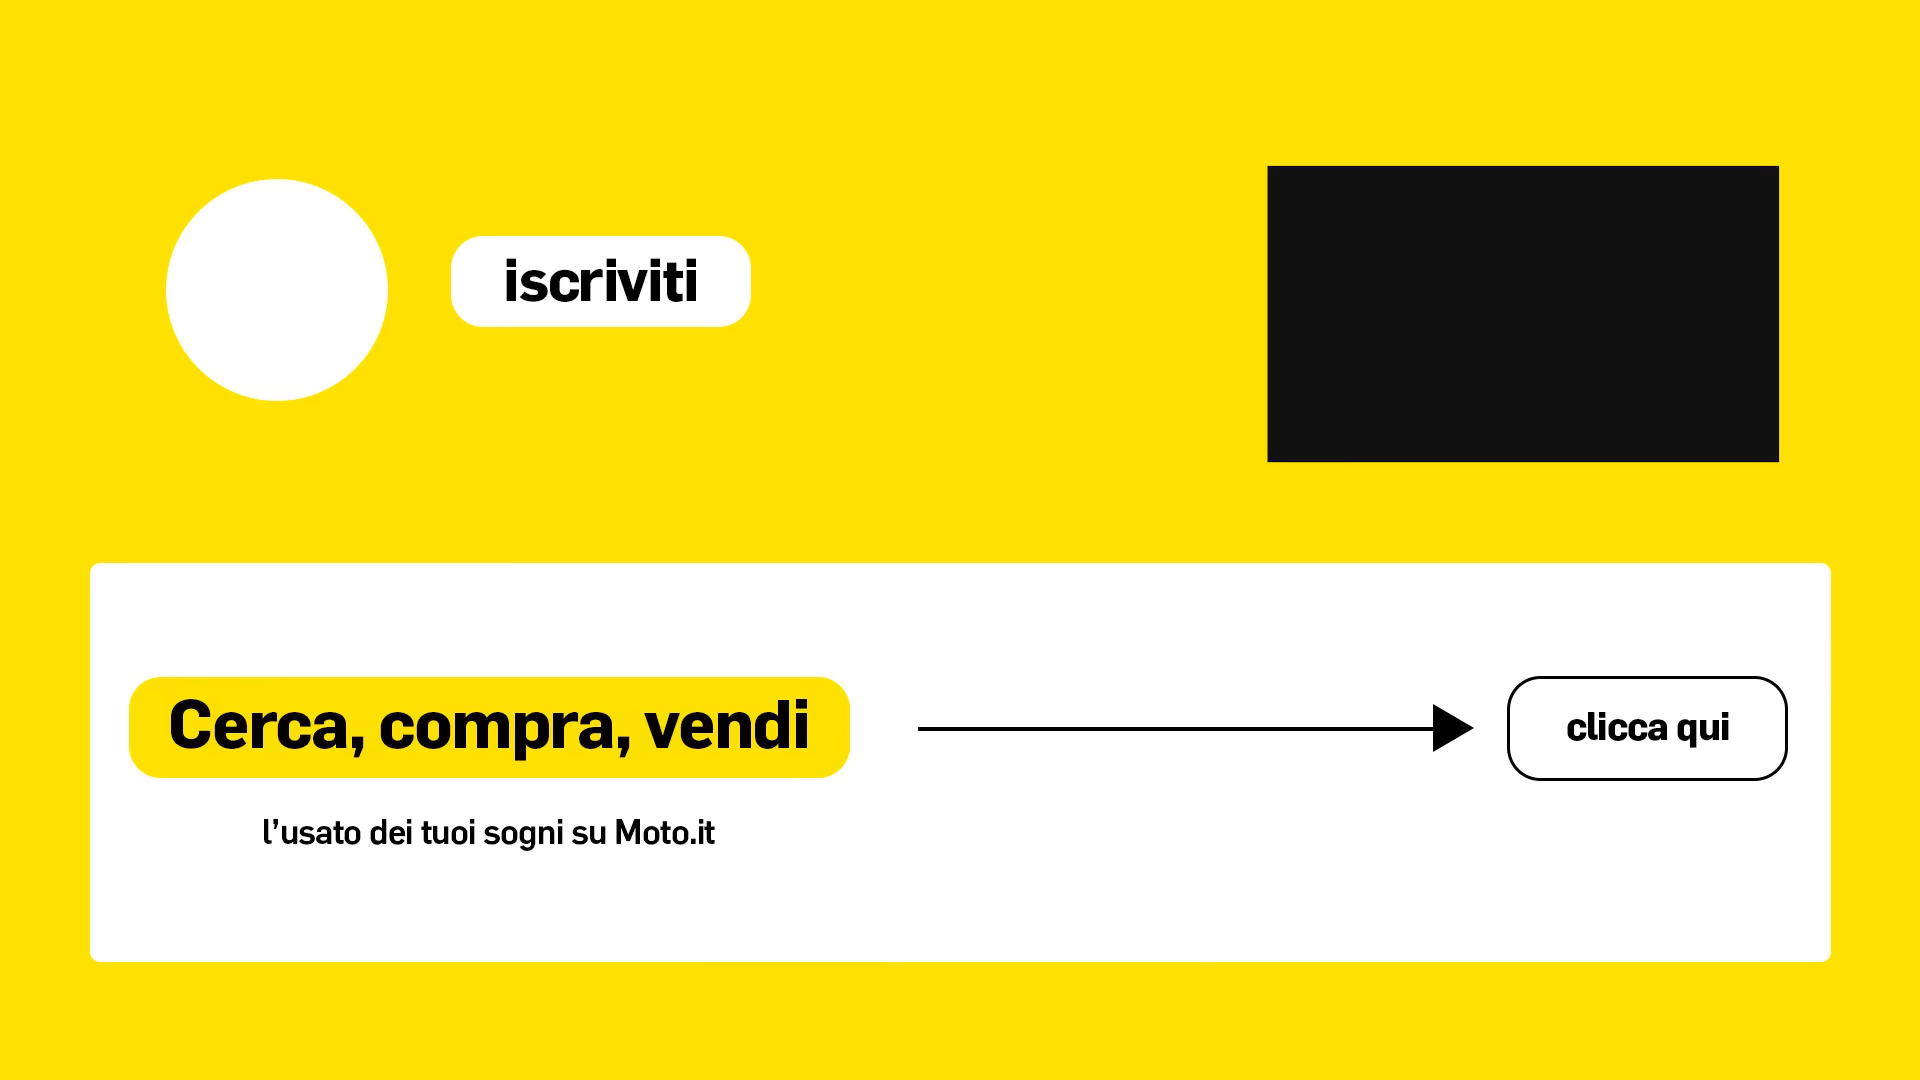 iscriviti
Cerca, compra, vendi
clicca qui
l’usato dei tuoi sogni su Moto.it